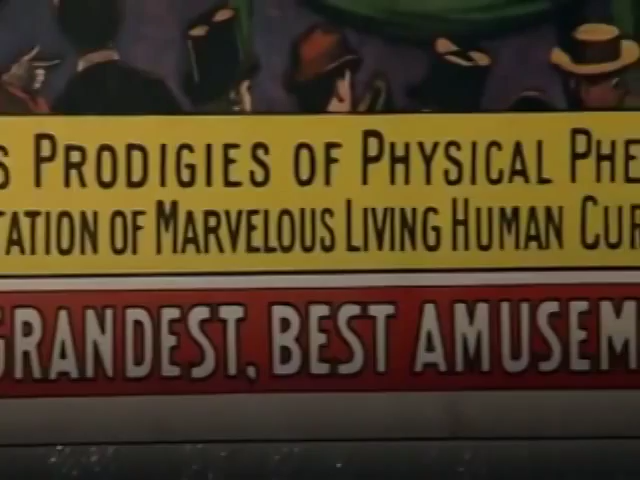 S PRODIGIES OF PHYSICAL PHE
TATION OF MARVELOUS LIVING HUMAN CUR
GRANDEST, BEST AMUSEM